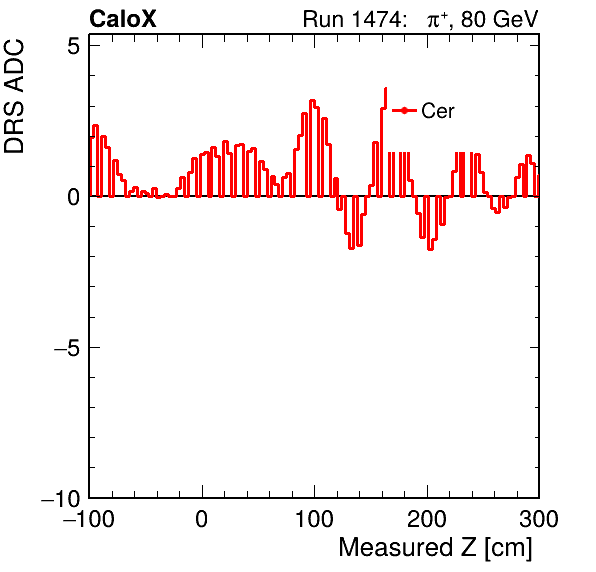 CaloX Run 1474: π⁺, 80 GeV
DRS ADC
5
0
−5
−10
Cer
−100 0 100 200 300
Measured Z [cm]